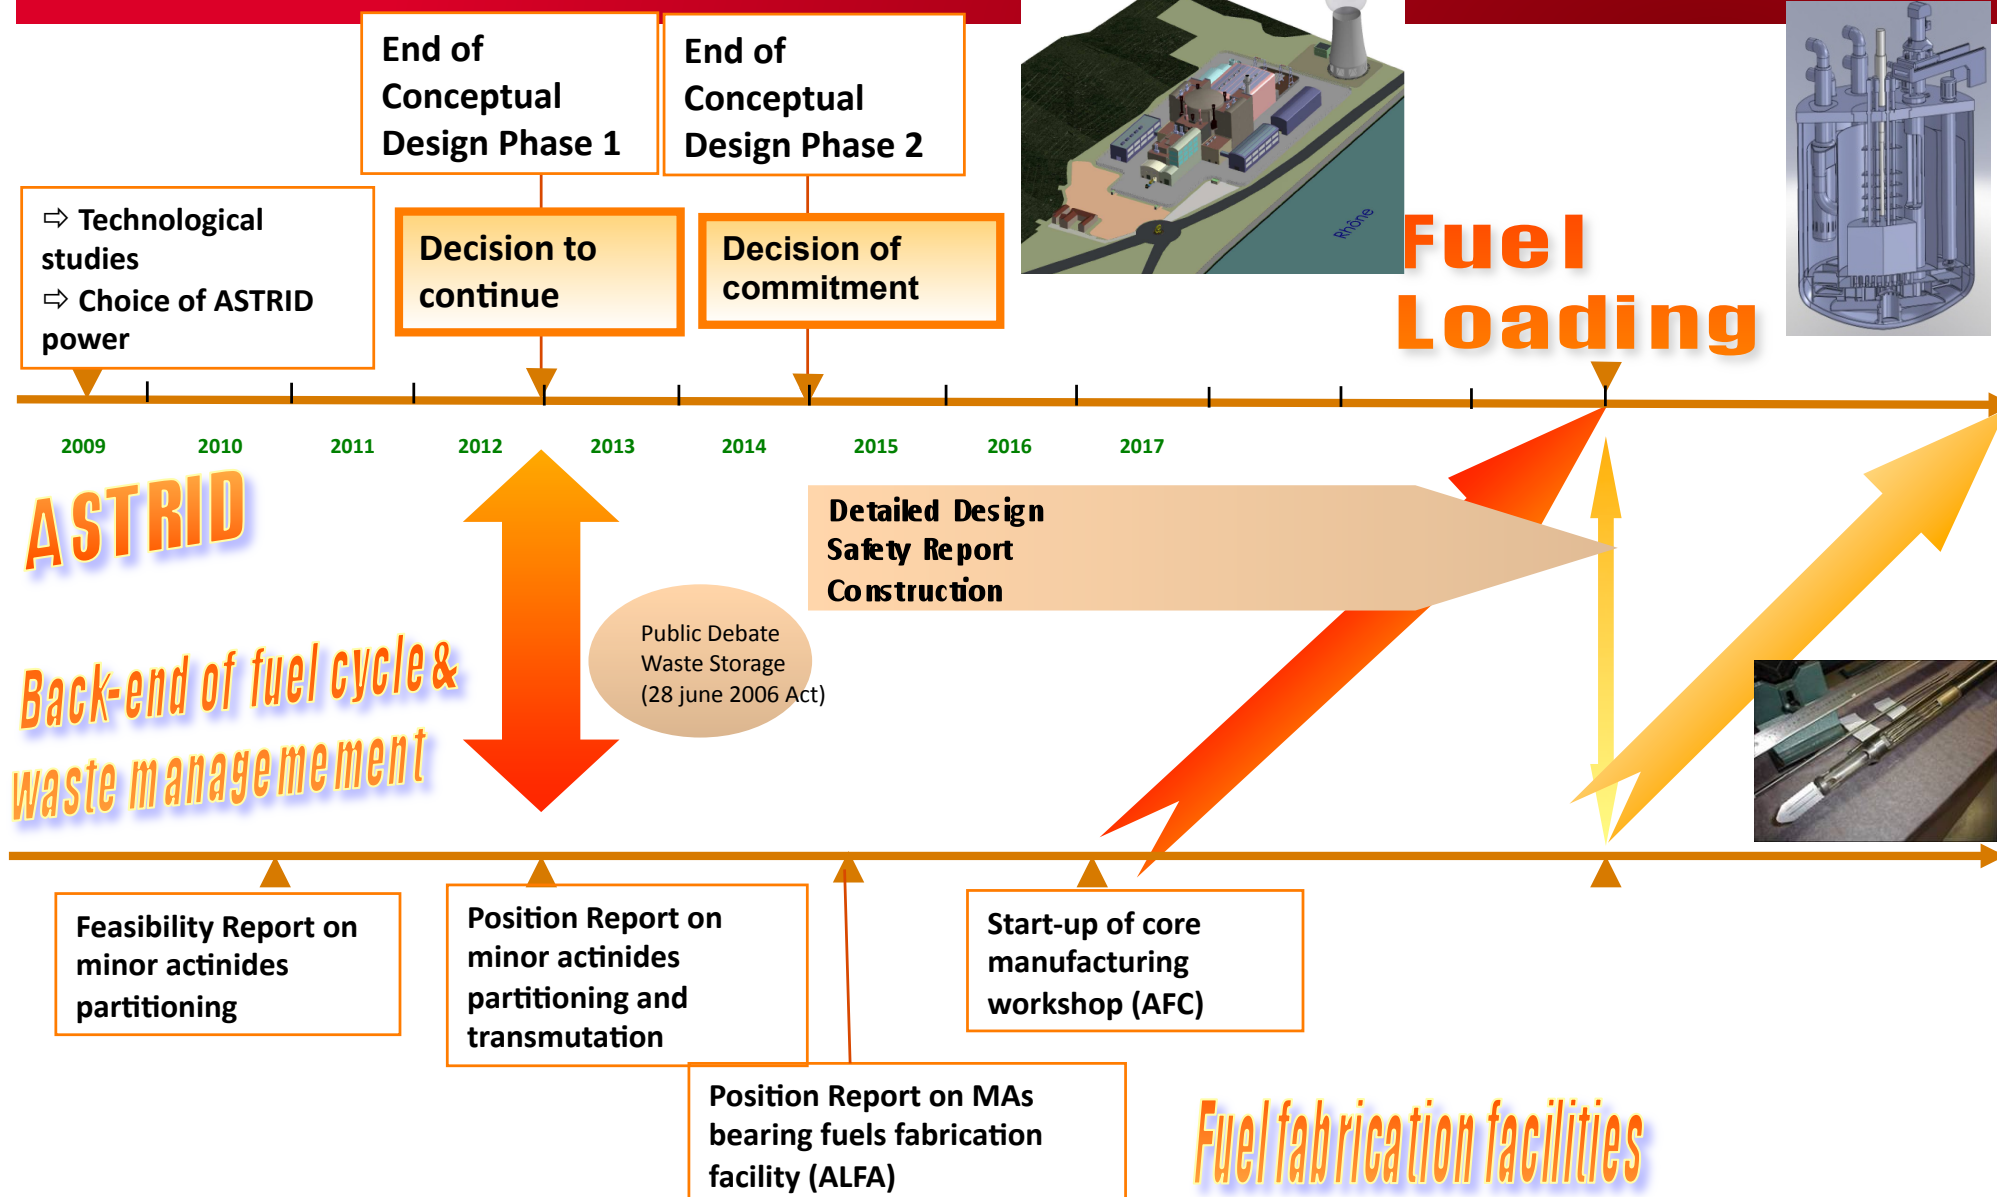 End of
Conceptual
Design Phase 1
End of
Conceptual
Design Phase 2
⇨ Technological
studies
⇨ Choice of ASTRID
power
Decision to
continue
Decision of
commitment
Rhône
Fuel
Loading
2009 2010 2011 2012 2013 2014 2015 2016 2017
ASTRID
Detailed Design
Safety Report
Construction
Public Debate
Waste Storage
(28 june 2006 Act)
Back-end of fuel cycle &
waste managemement
Feasibility Report on
minor actinides
partitioning
Position Report on
minor actinides
partitioning and
transmutation
Start-up of core
manufacturing
workshop (AFC)
Position Report on MAs
bearing fuels fabrication
facility (ALFA)
Fuel fabrication facilities